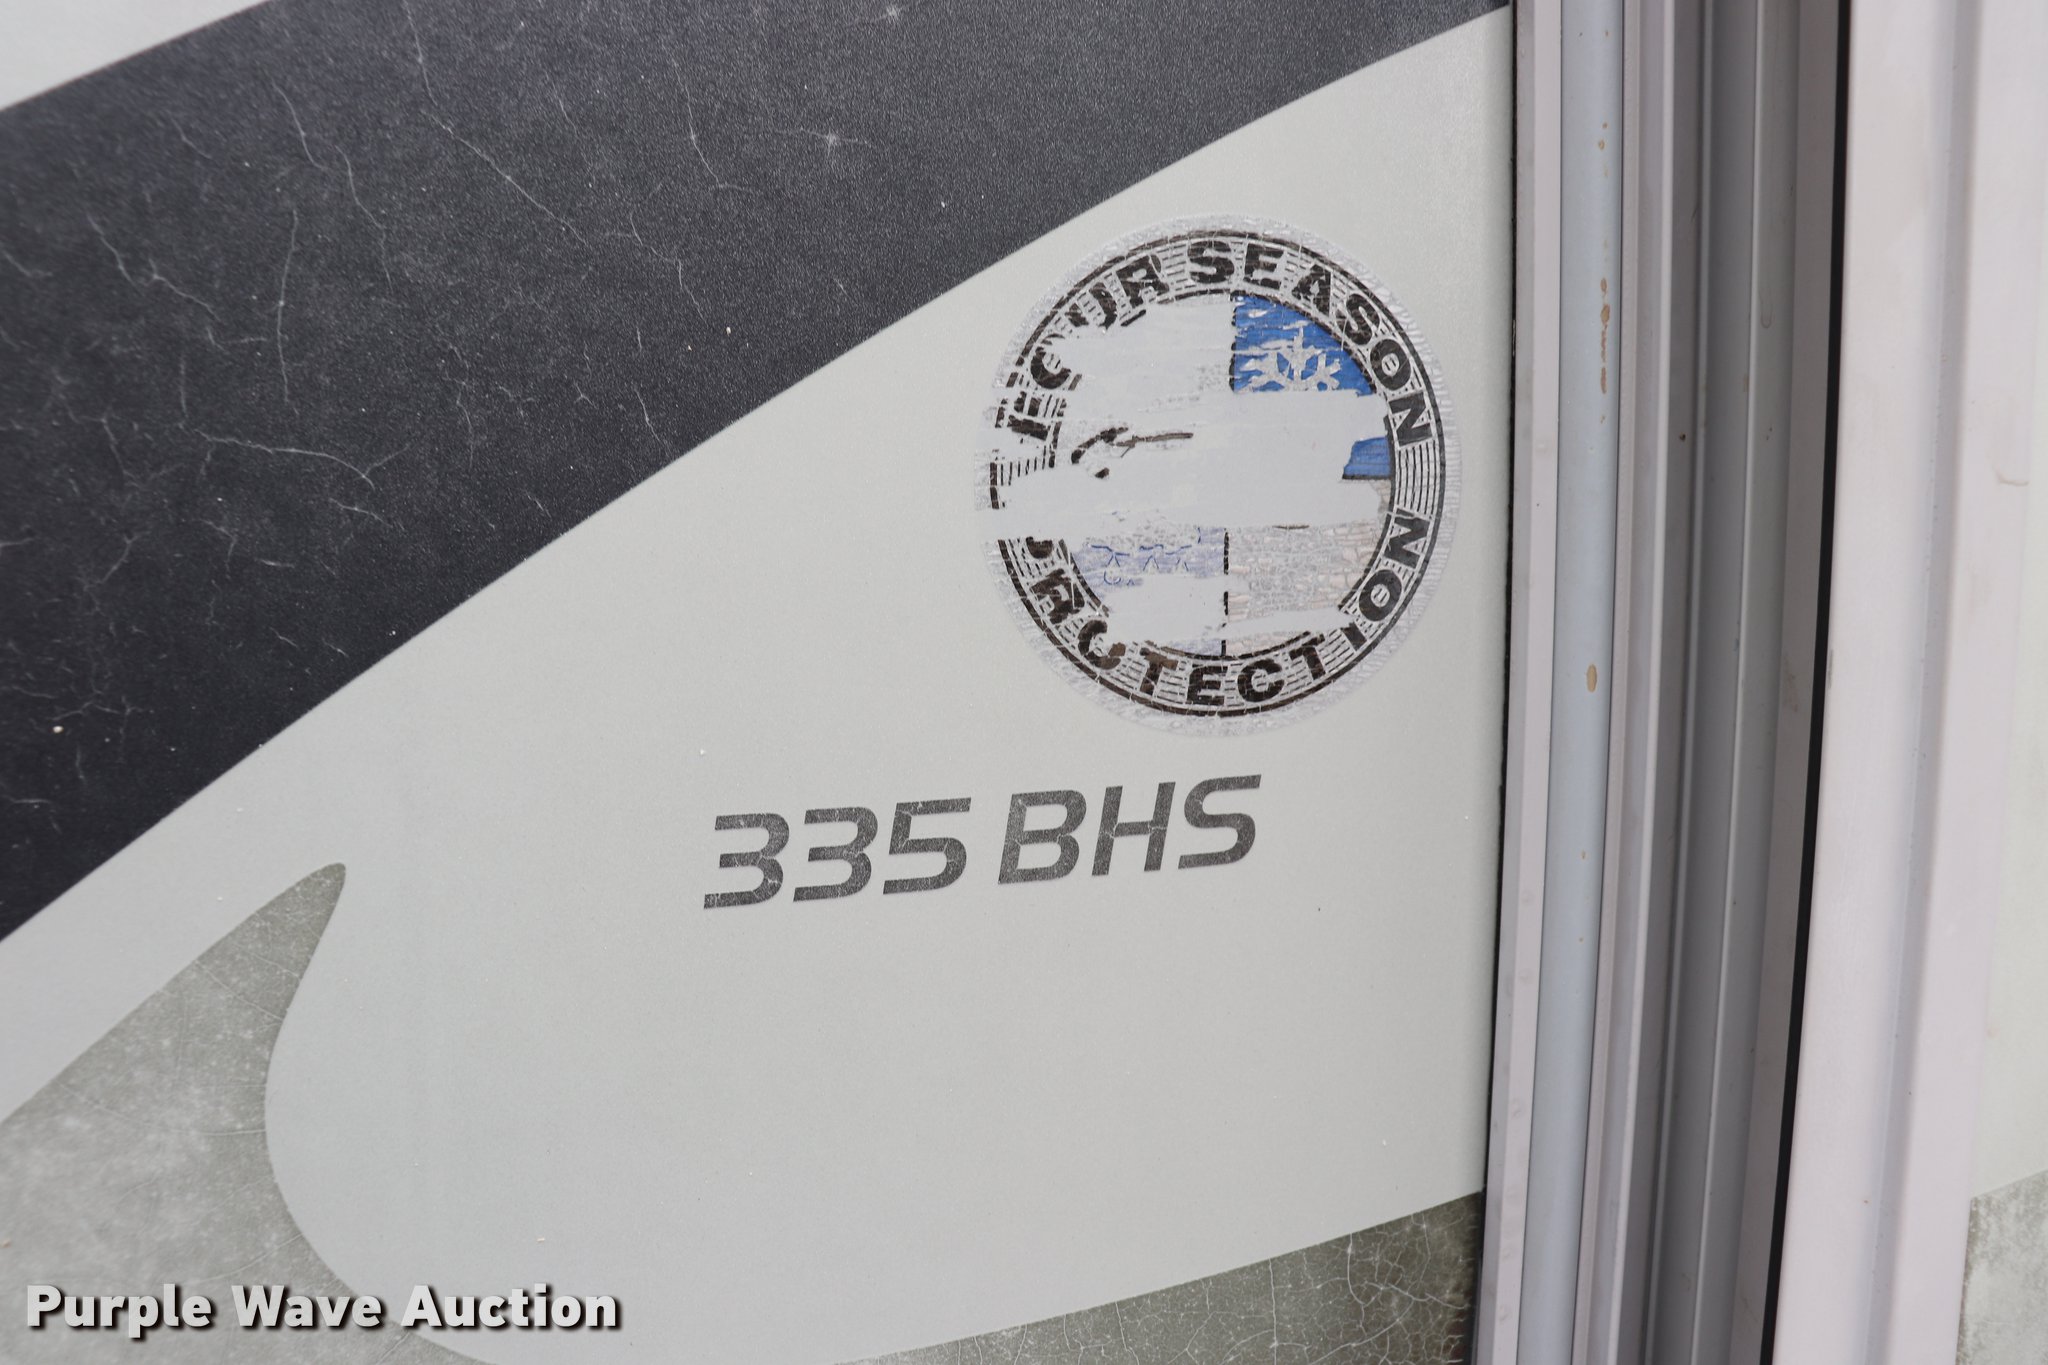 FOUR SEASON
PROTECTION
335 BHS
Purple Wave Auction